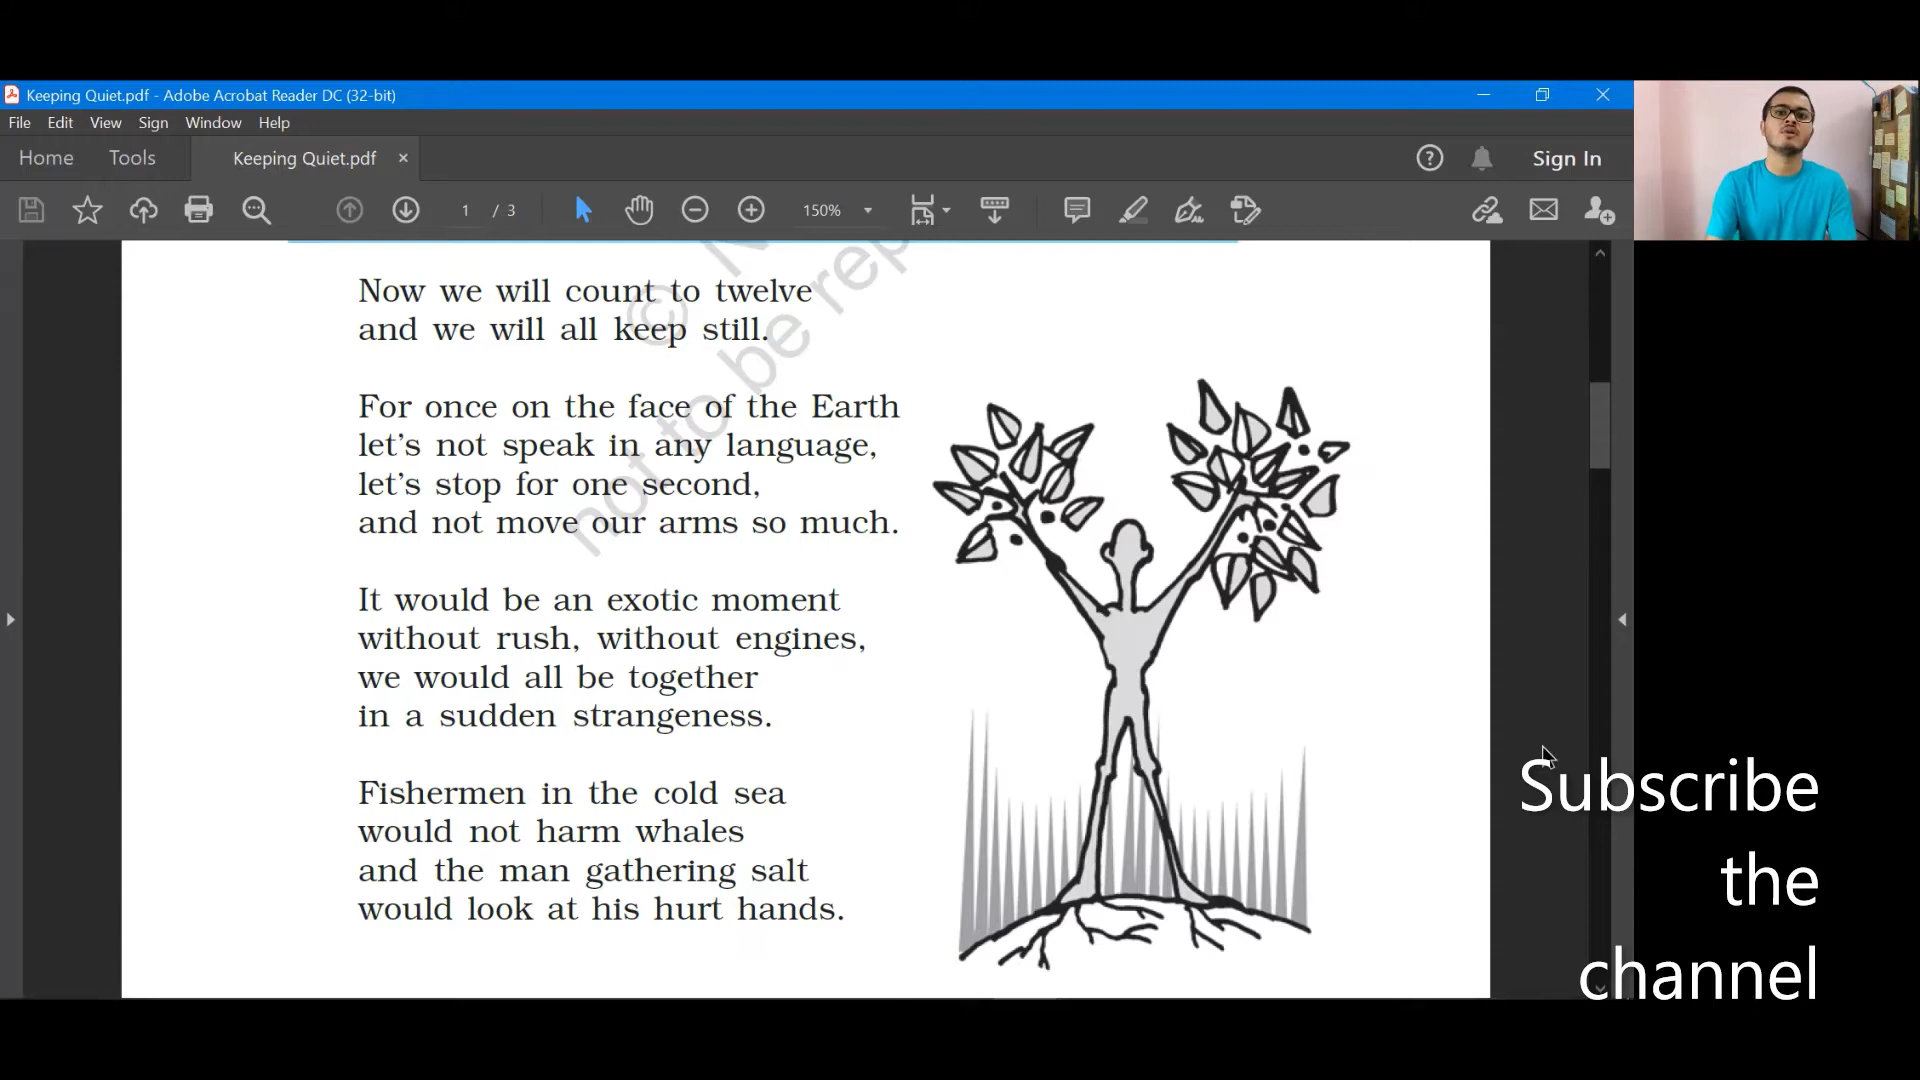 Keeping Quiet.pdf - Adobe Acrobat Reader DC (32-bit)
File Edit View Sign Window Help
Home Tools Keeping Quiet.pdf Sign In
1 / 3 150%
Now we will count to twelve
and we will all keep still.
For once on the face of the Earth
let's not speak in any language,
let's stop for one second,
and not move our arms so much.
It would be an exotic moment
without rush, without engines,
we would all be together
in a sudden strangeness.
Fishermen in the cold sea
would not harm whales
and the man gathering salt
would look at his hurt hands.
© N
not to be rep
Subscribe
the
channel